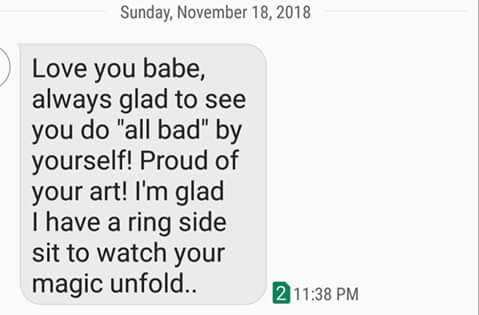 Sunday, November 18, 2018
Love you babe,
always glad to see
you do "all bad" by
yourself! Proud of
your art! I'm glad
I have a ring side
sit to watch your
magic unfold..
2 11:38 PM